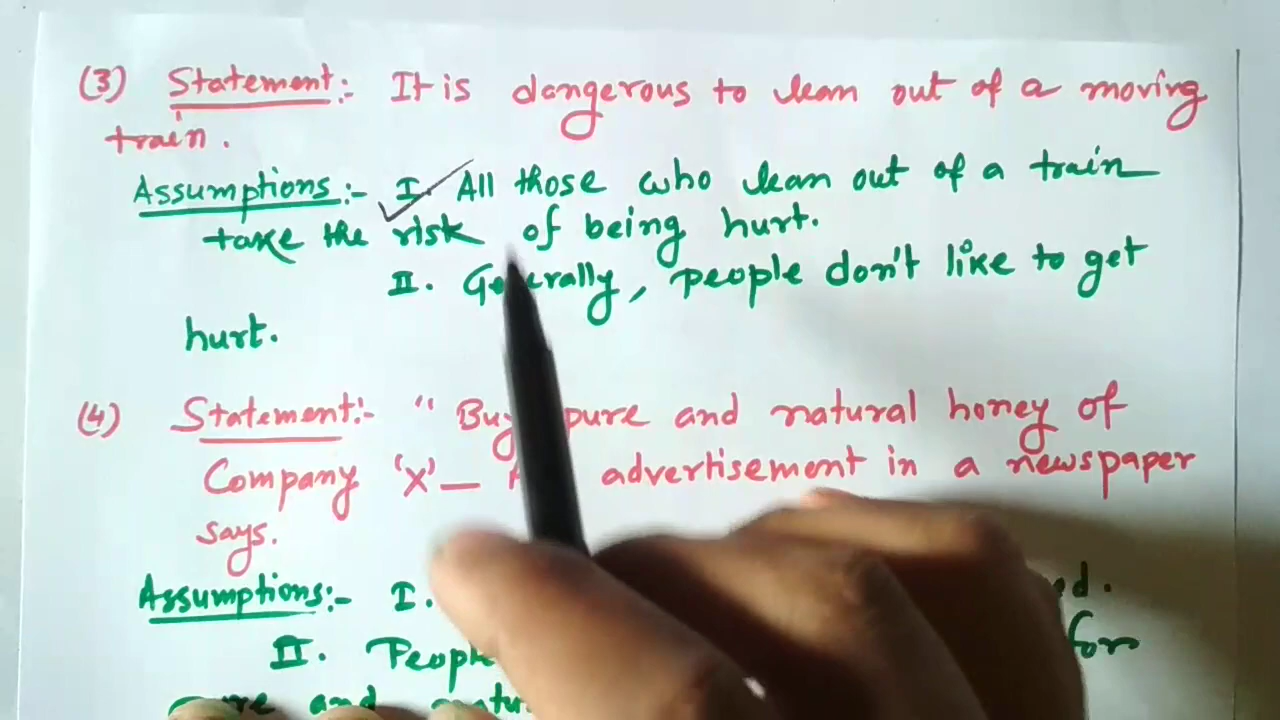 (3) Statement:- It is dangerous to lean out of a moving
train.
Assumptions:- I. All those who lean out of a train
take the risk of being hurt.
II. Generally, people don't like to get
hurt.
(4) Statement:- " Buy pure and natural honey of
Company 'X'_ advertisement in a newspaper
says.
Assumptions:- I.
II. for
and